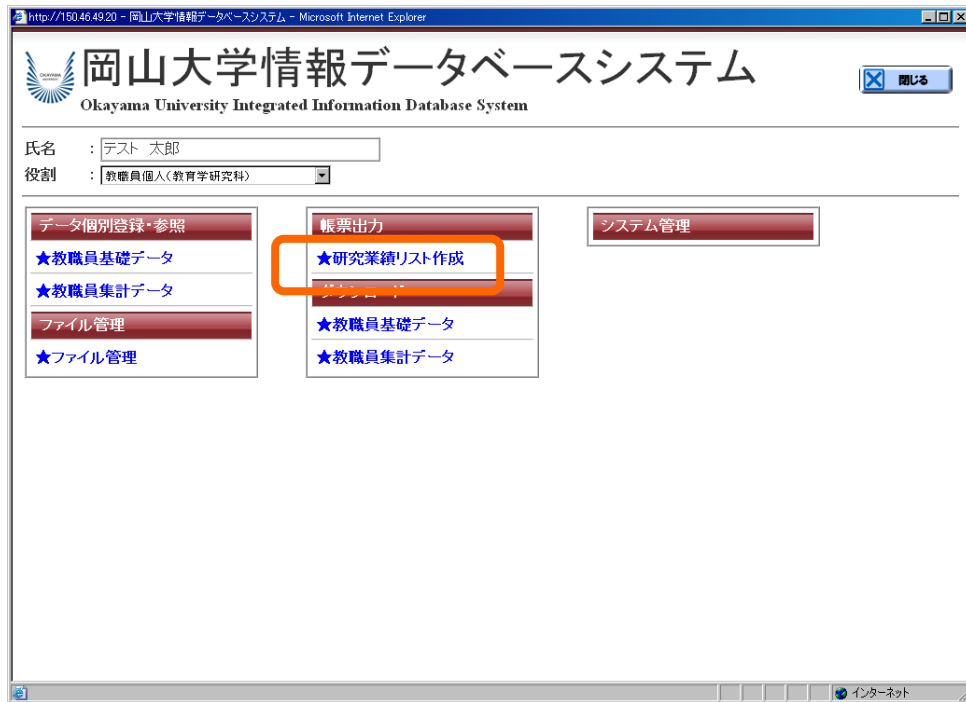 http://150.46.49.20 - 岡山大学情報データベースシステム - Microsoft Internet Explorer
岡山大学情報データベースシステム
Okayama University Integrated Information Database System
閉じる
氏名 : テスト 太郎
役割 : 教職員個人(教育学研究科)
データ個別登録・参照
★教職員基礎データ
★教職員集計データ
ファイル管理
★ファイル管理
帳票出力
★研究業績リスト作成
ダウンロード
★教職員基礎データ
★教職員集計データ
システム管理
インターネット